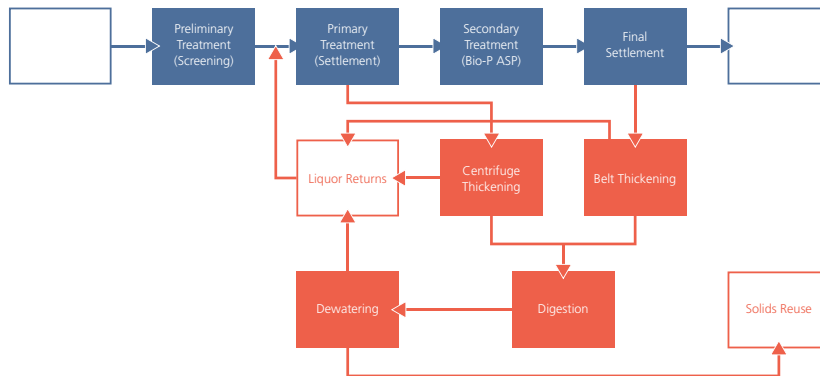 Preliminary
Treatment
(Screening)
Primary
Treatment
(Settlement)
Secondary
Treatment
(Bio-P ASP)
Final
Settlement
Liquor Returns
Centrifuge
Thickening
Belt Thickening
Dewatering
Digestion
Solids Reuse